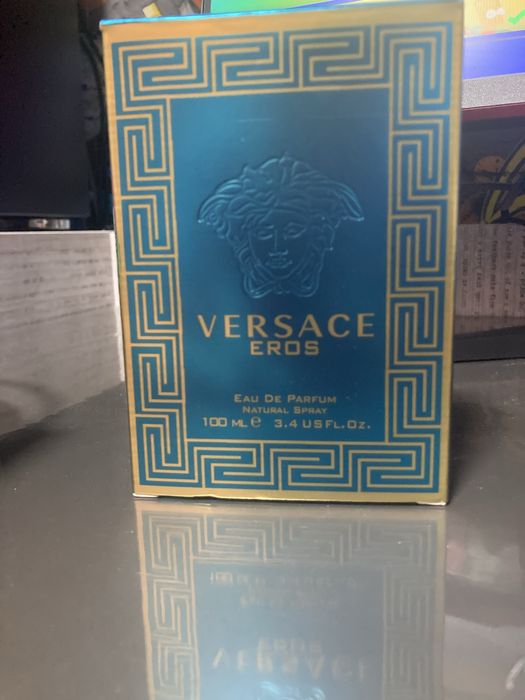 VERSACE
EROS
EAU DE PARFUM
NATURAL SPRAY
100 ML e 3.4 US FL.OZ.